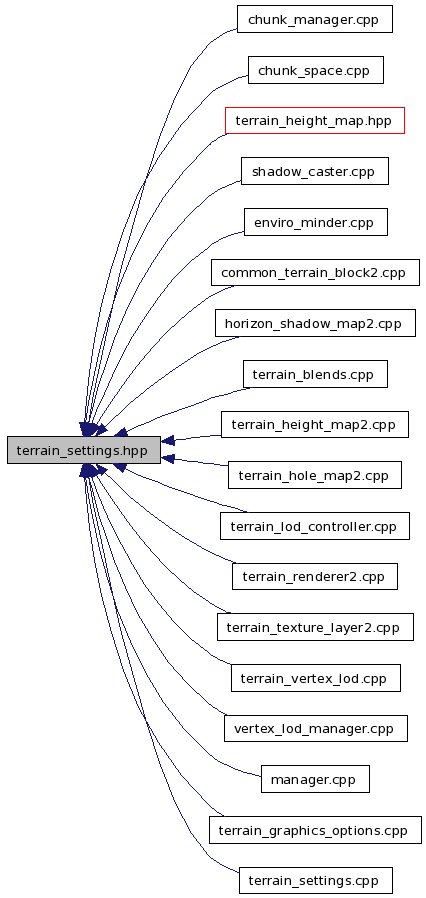 chunk_manager.cpp
chunk_space.cpp
terrain_height_map.hpp
shadow_caster.cpp
enviro_minder.cpp
common_terrain_block2.cpp
horizon_shadow_map2.cpp
terrain_blends.cpp
terrain_height_map2.cpp
terrain_settings.hpp
terrain_hole_map2.cpp
terrain_lod_controller.cpp
terrain_renderer2.cpp
terrain_texture_layer2.cpp
terrain_vertex_lod.cpp
vertex_lod_manager.cpp
manager.cpp
terrain_graphics_options.cpp
terrain_settings.cpp